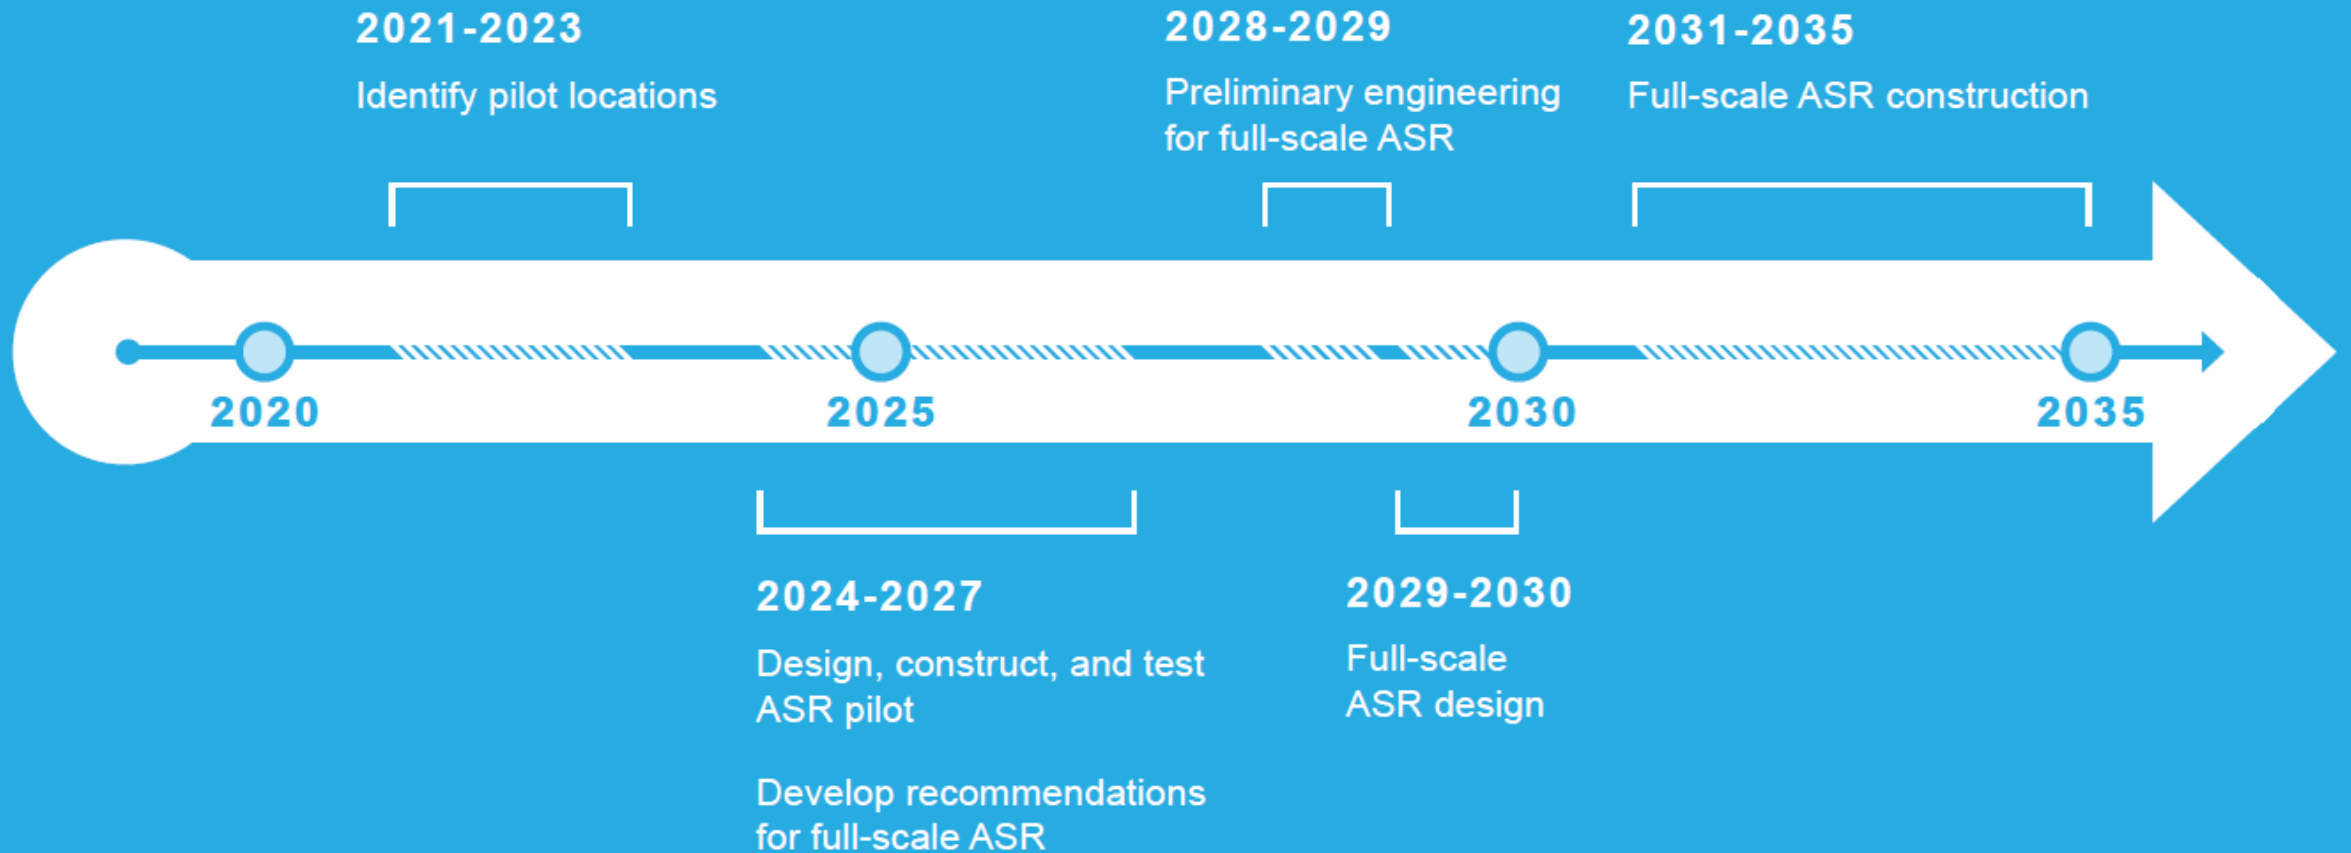 2021-2023
Identify pilot locations
2028-2029
Preliminary engineering
for full-scale ASR
2031-2035
Full-scale ASR construction
2020
2025
2030
2035
2024-2027
Design, construct, and test
ASR pilot
Develop recommendations
for full-scale ASR
2029-2030
Full-scale
ASR design